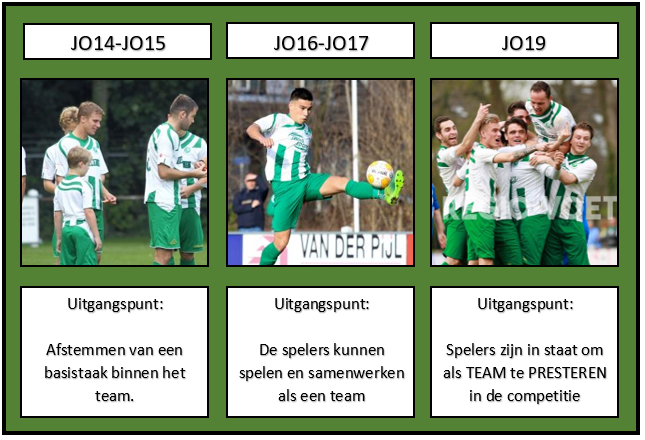 JO14-JO15
JO16-JO17
JO19
VAN DER PIJL
Uitgangspunt:
Afstemmen van een
basistaak binnen het
team.
Uitgangspunt:
De spelers kunnen
spelen en samenwerken
als een team
Uitgangspunt:
Spelers zijn in staat om
als TEAM te PRESTEREN
in de competitie